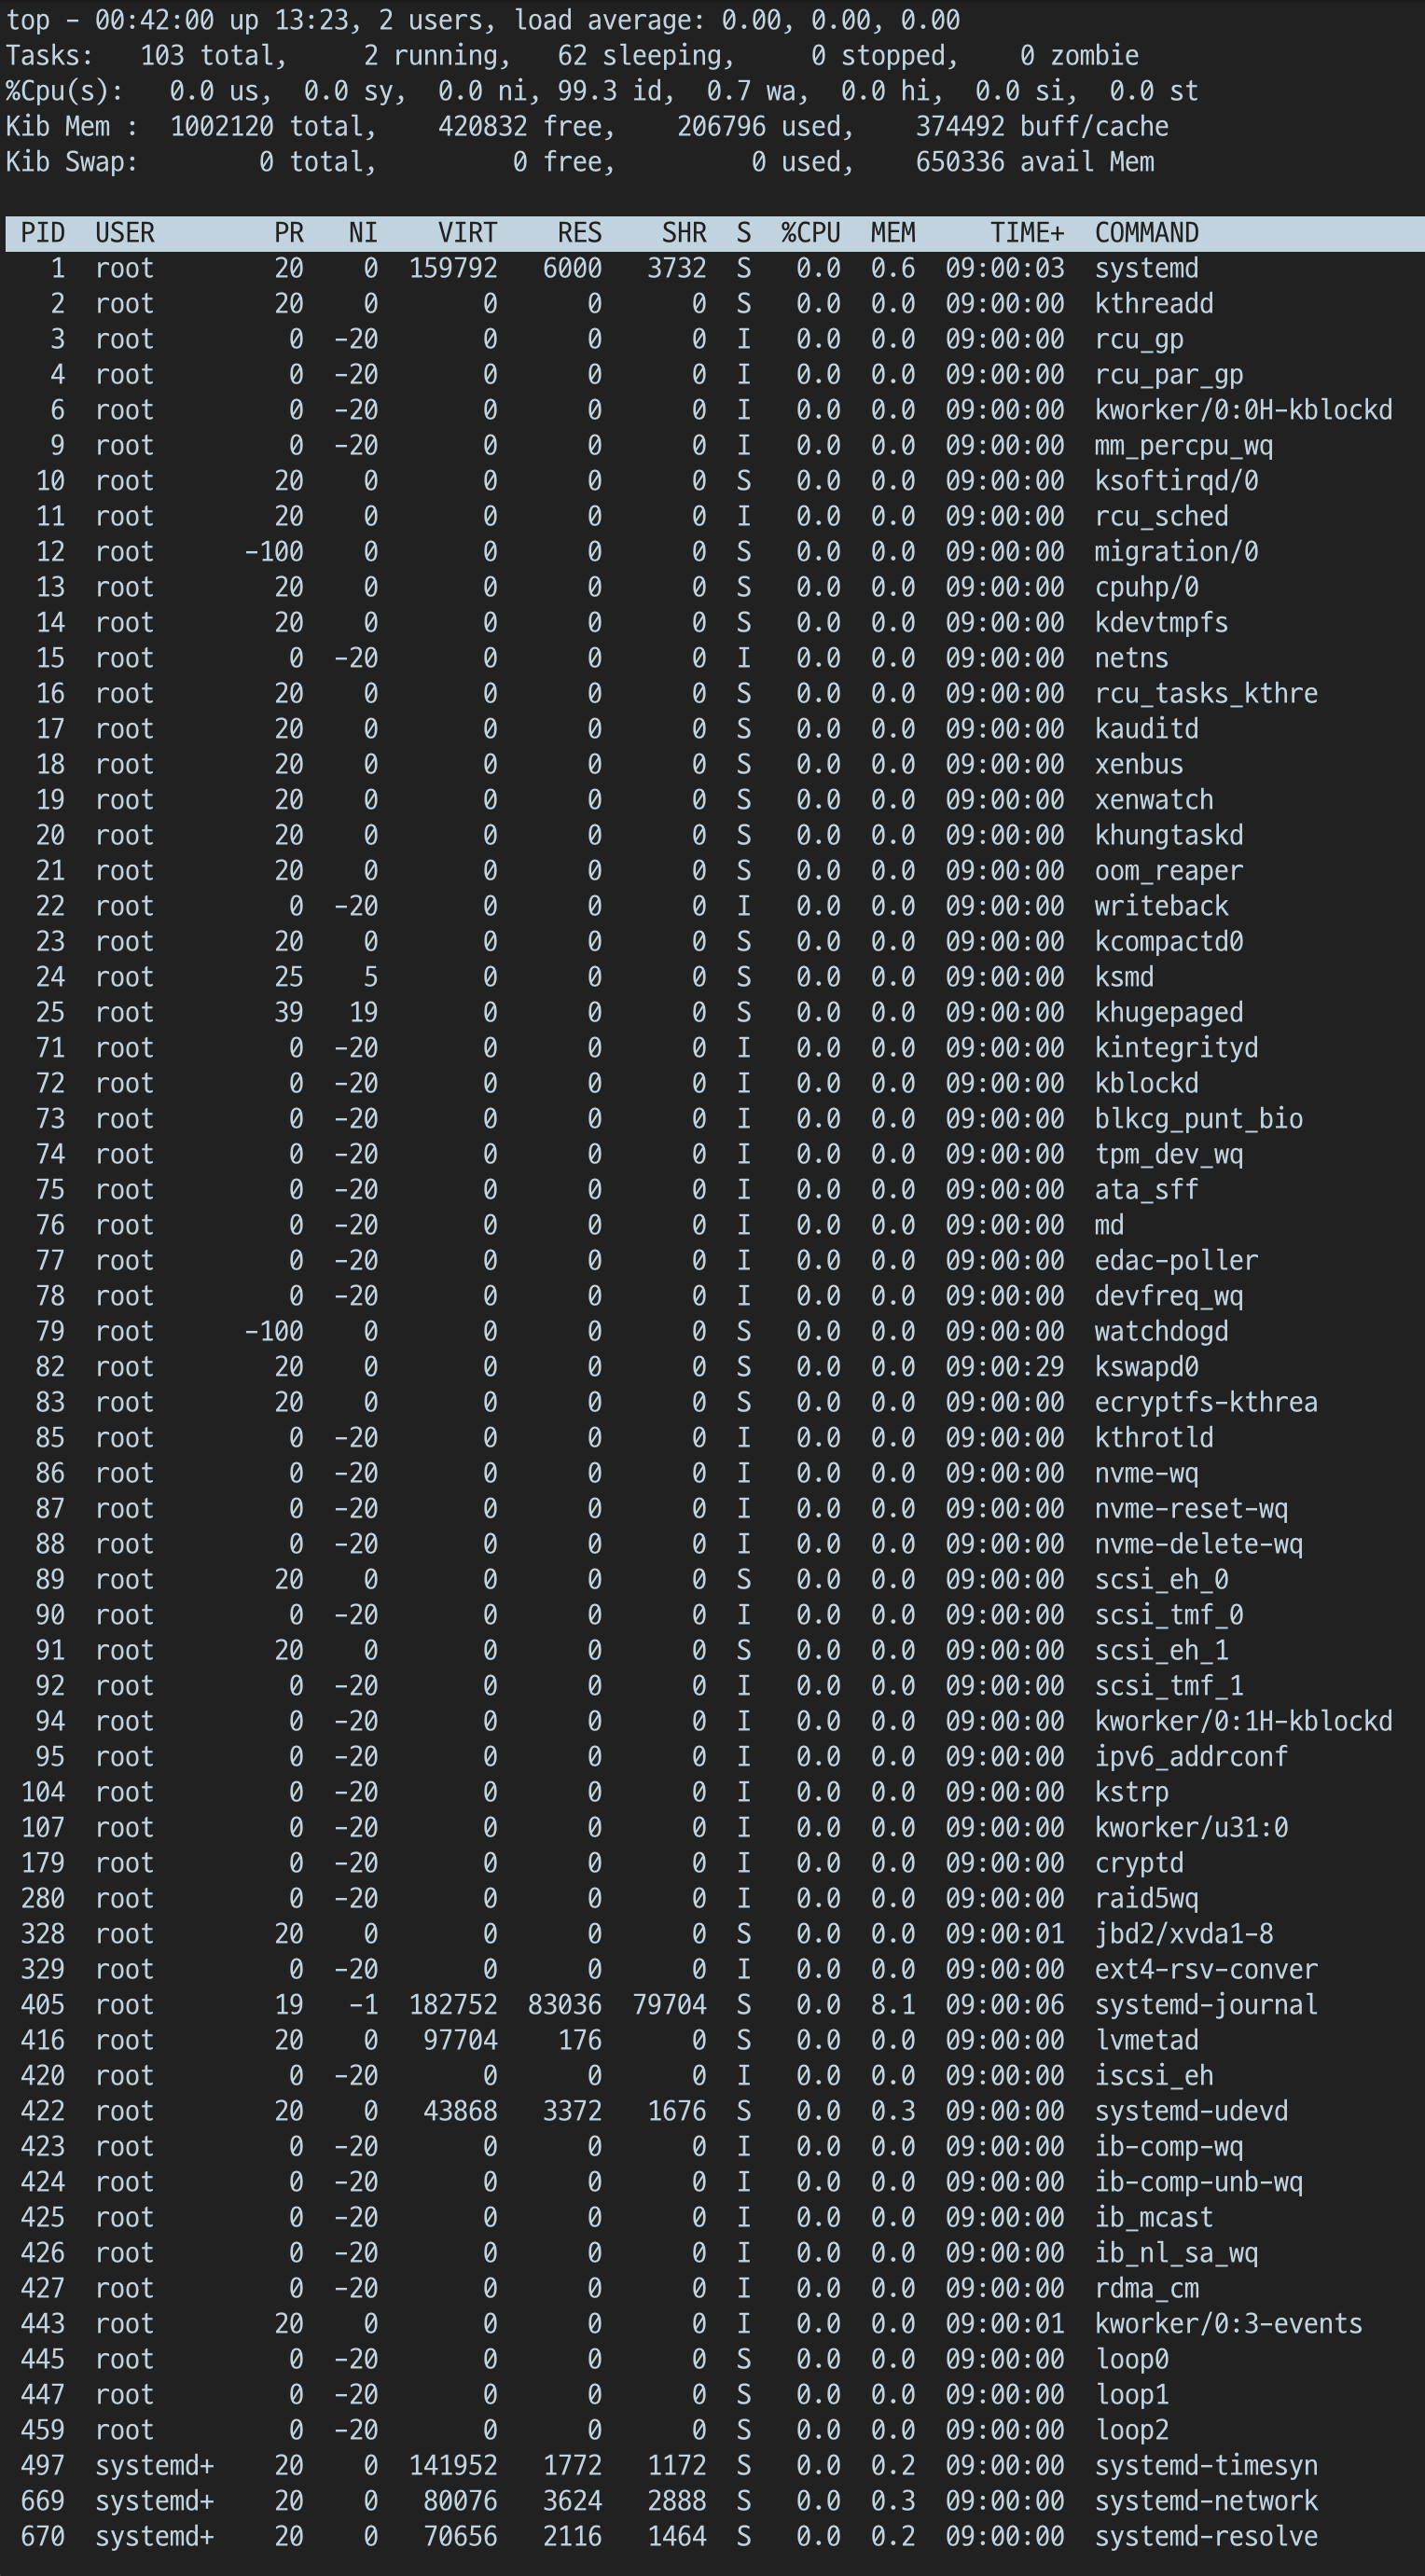 top - 00:42:00 up 13:23, 2 users, load average: 0.00, 0.00, 0.00
Tasks: 103 total, 2 running, 62 sleeping, 0 stopped, 0 zombie
%Cpu(s): 0.0 us, 0.0 sy, 0.0 ni, 99.3 id, 0.7 wa, 0.0 hi, 0.0 si, 0.0 st
Kib Mem : 1002120 total, 420832 free, 206796 used, 374492 buff/cache
Kib Swap: 0 total, 0 free, 0 used, 650336 avail Mem
PID USER PR NI VIRT RES SHR S %CPU MEM TIME+ COMMAND
1 root 20 0 159792 6000 3732 S 0.0 0.6 09:00:03 systemd
2 root 20 0 0 0 0 S 0.0 0.0 09:00:00 kthreadd
3 root 0 -20 0 0 0 I 0.0 0.0 09:00:00 rcu_gp
4 root 0 -20 0 0 0 I 0.0 0.0 09:00:00 rcu_par_gp
6 root 0 -20 0 0 0 I 0.0 0.0 09:00:00 kworker/0:0H-kblockd
9 root 0 -20 0 0 0 I 0.0 0.0 09:00:00 mm_percpu_wq
10 root 20 0 0 0 0 S 0.0 0.0 09:00:00 ksoftirqd/0
11 root 20 0 0 0 0 I 0.0 0.0 09:00:00 rcu_sched
12 root -100 0 0 0 0 S 0.0 0.0 09:00:00 migration/0
13 root 20 0 0 0 0 S 0.0 0.0 09:00:00 cpuhp/0
14 root 20 0 0 0 0 S 0.0 0.0 09:00:00 kdevtmpfs
15 root 0 -20 0 0 0 I 0.0 0.0 09:00:00 netns
16 root 20 0 0 0 0 S 0.0 0.0 09:00:00 rcu_tasks_kthre
17 root 20 0 0 0 0 S 0.0 0.0 09:00:00 kauditd
18 root 20 0 0 0 0 S 0.0 0.0 09:00:00 xenbus
19 root 20 0 0 0 0 S 0.0 0.0 09:00:00 xenwatch
20 root 20 0 0 0 0 S 0.0 0.0 09:00:00 khungtaskd
21 root 20 0 0 0 0 S 0.0 0.0 09:00:00 oom_reaper
22 root 0 -20 0 0 0 I 0.0 0.0 09:00:00 writeback
23 root 20 0 0 0 0 S 0.0 0.0 09:00:00 kcompactd0
24 root 25 5 0 0 0 S 0.0 0.0 09:00:00 ksmd
25 root 39 19 0 0 0 S 0.0 0.0 09:00:00 khugepaged
71 root 0 -20 0 0 0 I 0.0 0.0 09:00:00 kintegrityd
72 root 0 -20 0 0 0 I 0.0 0.0 09:00:00 kblockd
73 root 0 -20 0 0 0 I 0.0 0.0 09:00:00 blkcg_punt_bio
74 root 0 -20 0 0 0 I 0.0 0.0 09:00:00 tpm_dev_wq
75 root 0 -20 0 0 0 I 0.0 0.0 09:00:00 ata_sff
76 root 0 -20 0 0 0 I 0.0 0.0 09:00:00 md
77 root 0 -20 0 0 0 I 0.0 0.0 09:00:00 edac-poller
78 root 0 -20 0 0 0 I 0.0 0.0 09:00:00 devfreq_wq
79 root -100 0 0 0 0 S 0.0 0.0 09:00:00 watchdogd
82 root 20 0 0 0 0 S 0.0 0.0 09:00:29 kswapd0
83 root 20 0 0 0 0 S 0.0 0.0 09:00:00 ecryptfs-kthrea
85 root 0 -20 0 0 0 I 0.0 0.0 09:00:00 kthrotld
86 root 0 -20 0 0 0 I 0.0 0.0 09:00:00 nvme-wq
87 root 0 -20 0 0 0 I 0.0 0.0 09:00:00 nvme-reset-wq
88 root 0 -20 0 0 0 I 0.0 0.0 09:00:00 nvme-delete-wq
89 root 20 0 0 0 0 S 0.0 0.0 09:00:00 scsi_eh_0
90 root 0 -20 0 0 0 I 0.0 0.0 09:00:00 scsi_tmf_0
91 root 20 0 0 0 0 S 0.0 0.0 09:00:00 scsi_eh_1
92 root 0 -20 0 0 0 I 0.0 0.0 09:00:00 scsi_tmf_1
94 root 0 -20 0 0 0 I 0.0 0.0 09:00:00 kworker/0:1H-kblockd
95 root 0 -20 0 0 0 I 0.0 0.0 09:00:00 ipv6_addrconf
104 root 0 -20 0 0 0 I 0.0 0.0 09:00:00 kstrp
107 root 0 -20 0 0 0 I 0.0 0.0 09:00:00 kworker/u31:0
179 root 0 -20 0 0 0 I 0.0 0.0 09:00:00 cryptd
280 root 0 -20 0 0 0 I 0.0 0.0 09:00:00 raid5wq
328 root 20 0 0 0 0 S 0.0 0.0 09:00:01 jbd2/xvda1-8
329 root 0 -20 0 0 0 I 0.0 0.0 09:00:00 ext4-rsv-conver
405 root 19 -1 182752 83036 79704 S 0.0 8.1 09:00:06 systemd-journal
416 root 20 0 97704 176 0 S 0.0 0.0 09:00:00 lvmetad
420 root 0 -20 0 0 0 I 0.0 0.0 09:00:00 iscsi_eh
422 root 20 0 43868 3372 1676 S 0.0 0.3 09:00:00 systemd-udevd
423 root 0 -20 0 0 0 I 0.0 0.0 09:00:00 ib-comp-wq
424 root 0 -20 0 0 0 I 0.0 0.0 09:00:00 ib-comp-unb-wq
425 root 0 -20 0 0 0 I 0.0 0.0 09:00:00 ib_mcast
426 root 0 -20 0 0 0 I 0.0 0.0 09:00:00 ib_nl_sa_wq
427 root 0 -20 0 0 0 I 0.0 0.0 09:00:00 rdma_cm
443 root 20 0 0 0 0 I 0.0 0.0 09:00:01 kworker/0:3-events
445 root 0 -20 0 0 0 S 0.0 0.0 09:00:00 loop0
447 root 0 -20 0 0 0 S 0.0 0.0 09:00:00 loop1
459 root 0 -20 0 0 0 S 0.0 0.0 09:00:00 loop2
497 systemd+ 20 0 141952 1772 1172 S 0.0 0.2 09:00:00 systemd-timesyn
669 systemd+ 20 0 80076 3624 2888 S 0.0 0.3 09:00:00 systemd-network
670 systemd+ 20 0 70656 2116 1464 S 0.0 0.2 09:00:00 systemd-resolve